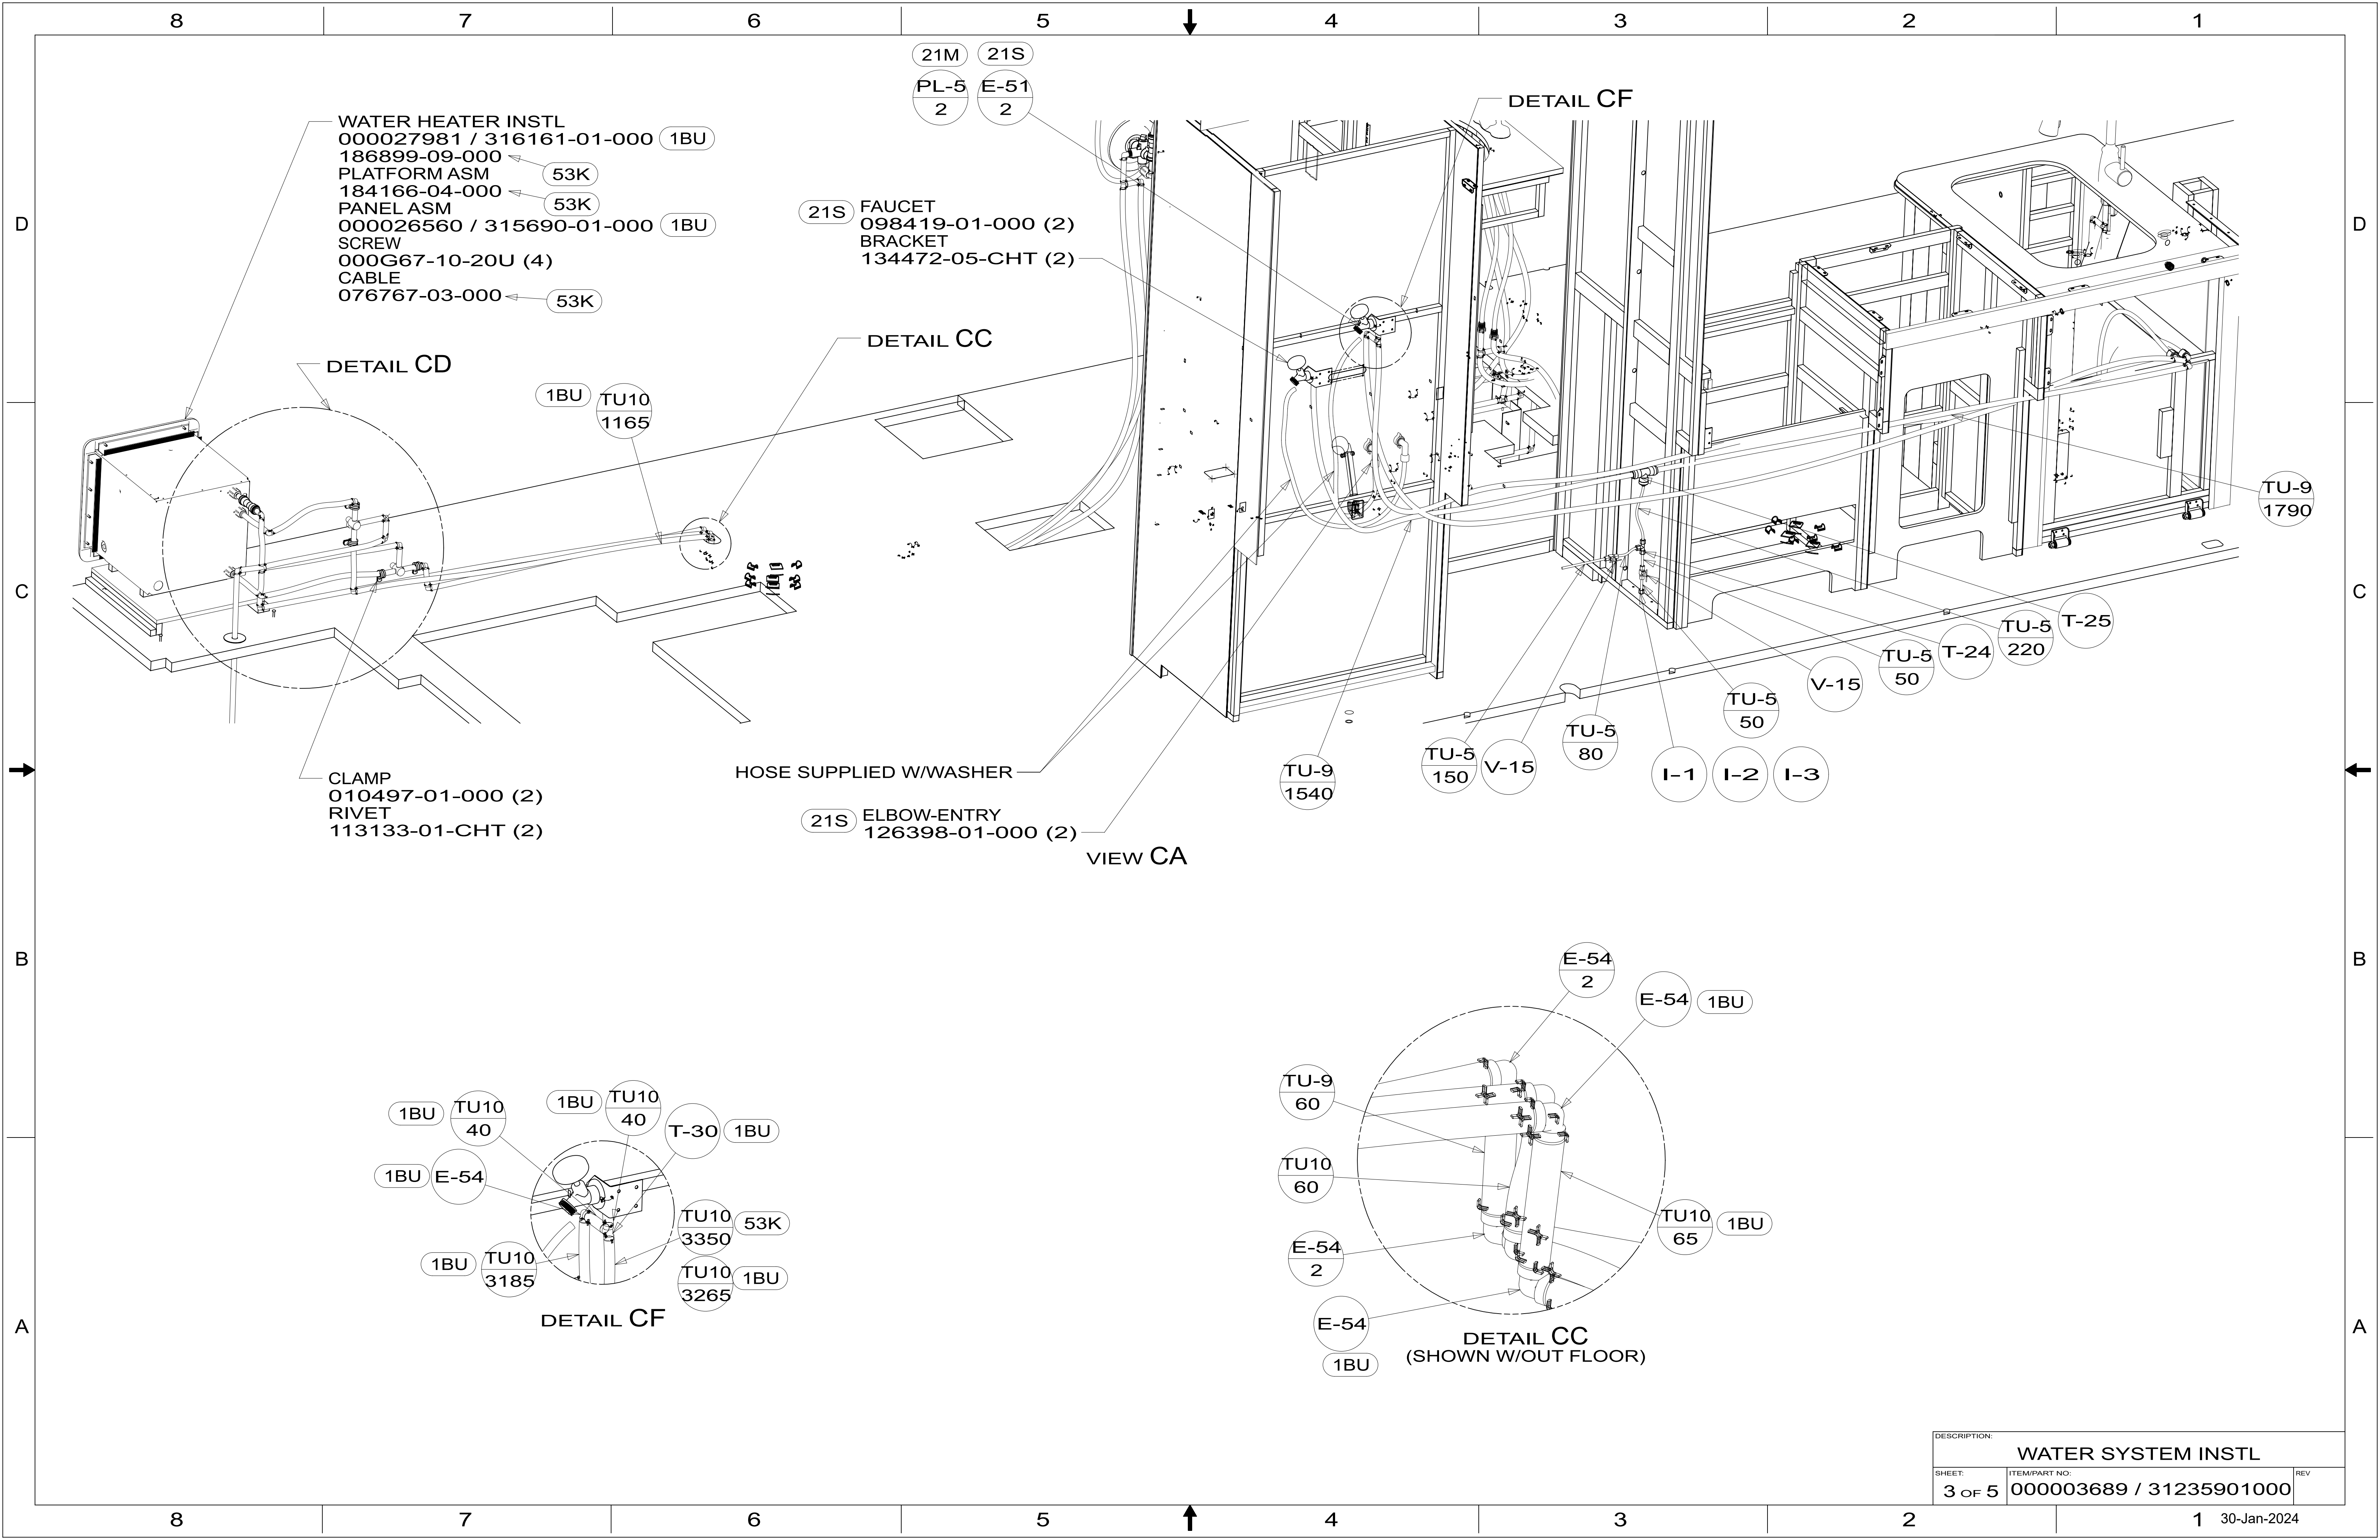 8 7 6 5 4 3 2 1
21M 21S
PL-5 E-51
2 2
DETAIL CF
WATER HEATER INSTL
000027981 / 316161-01-000 1BU
186899-09-000
53K
PLATFORM ASM
184166-04-000
53K
PANEL ASM
000026560 / 315690-01-000 1BU
SCREW
000G67-10-20U (4)
CABLE
076767-03-000
53K
21S FAUCET
098419-01-000 (2)
BRACKET
134472-05-CHT (2)
D D
DETAIL CC
DETAIL CD
1BU TU10
1165
TU-9
1790
C C
T-25
TU-5
220
T-24
TU-5
50
V-15
TU-5
50
TU-5
80
TU-5
150
V-15
I-1 I-2 I-3
TU-9
1540
HOSE SUPPLIED W/WASHER
CLAMP
010497-01-000 (2)
RIVET
113133-01-CHT (2)
21S ELBOW-ENTRY
126398-01-000 (2)
VIEW CA
B B
E-54
2
E-54 1BU
TU-9
60
TU10
60
TU10
65
1BU
E-54
2
E-54
1BU
DETAIL CC
(SHOWN W/OUT FLOOR)
1BU TU10
40
1BU TU10
40
T-30 1BU
1BU E-54
TU10
3350
53K
1BU TU10
3185
TU10
3265
1BU
DETAIL CF
A A
DESCRIPTION:
WATER SYSTEM INSTL
SHEET: ITEM/PART NO: REV
3 OF 5 000003689 / 31235901000
8 7 6 5 4 3 2 1 30-Jan-2024